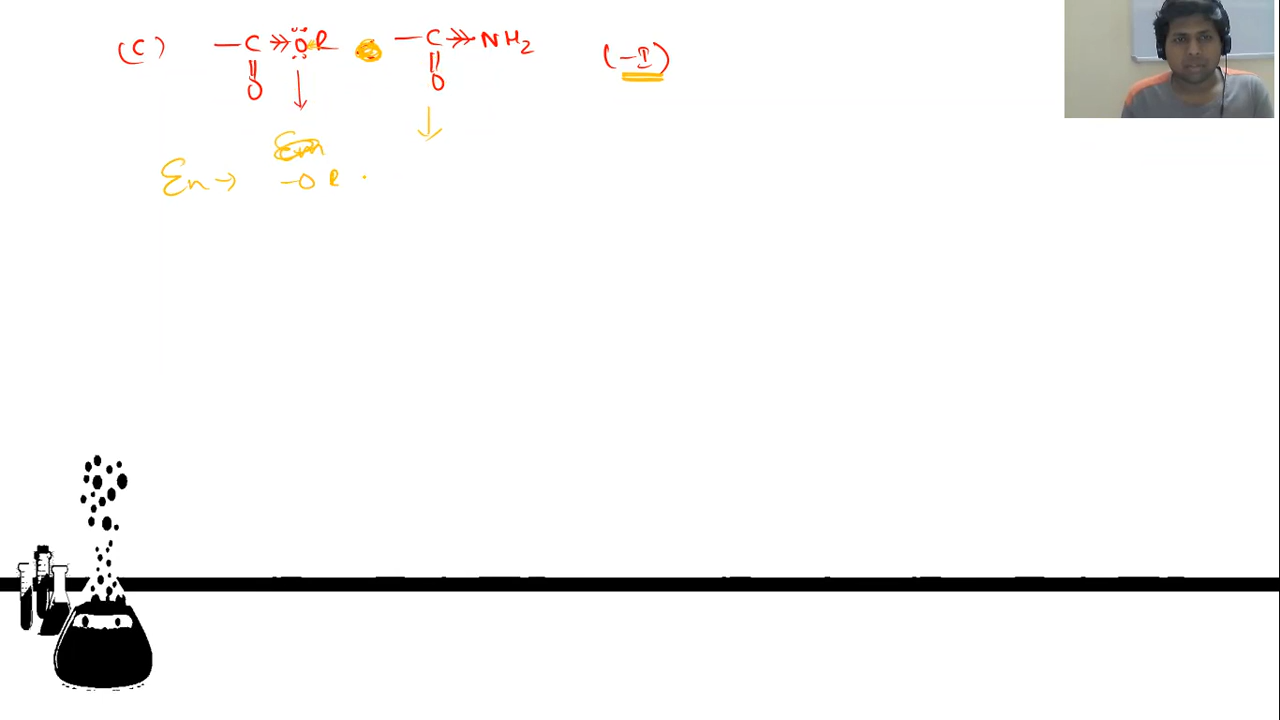 (C) –C–ÖR –C–NH2 (–I)
|| ||
O O
En → –OR